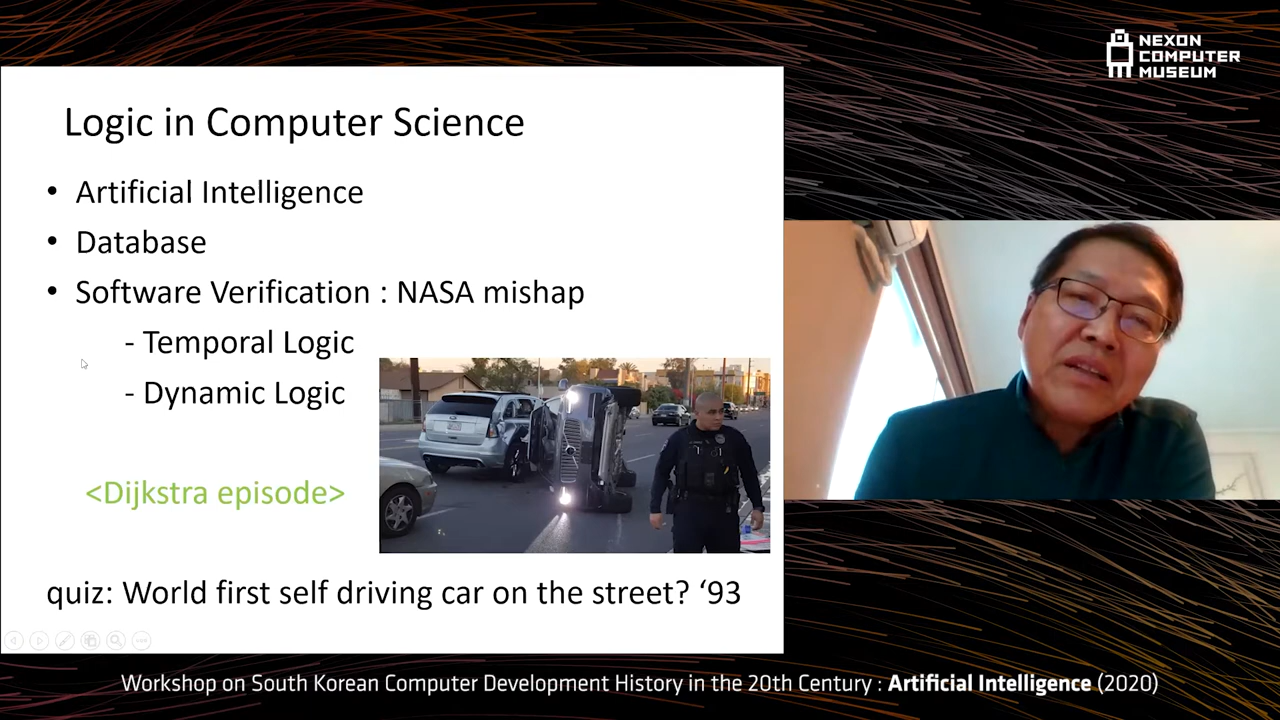 NEXON
COMPUTER
MUSEUM
Logic in Computer Science
• Artificial Intelligence
• Database
• Software Verification : NASA mishap
- Temporal Logic
- Dynamic Logic
<Dijkstra episode>
quiz: World first self driving car on the street? ‘93
Workshop on South Korean Computer Development History in the 20th Century : Artificial Intelligence (2020)